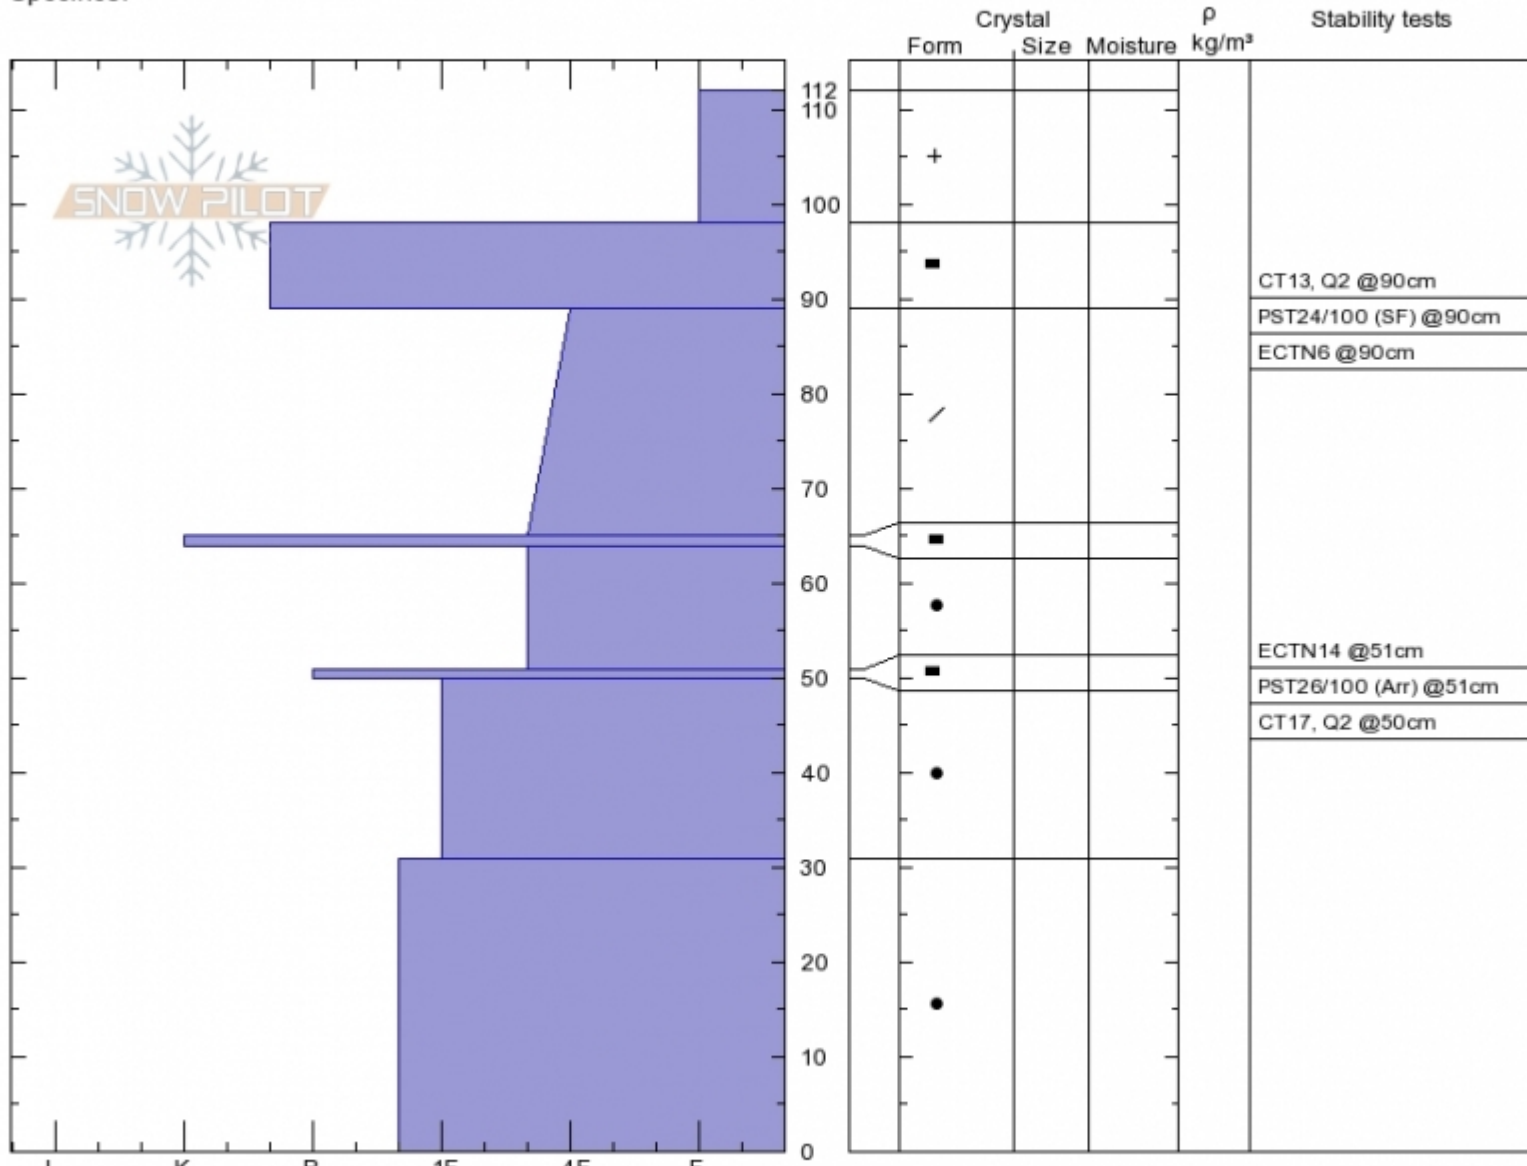 Crystal
ρ
Stability tests
Form
Size
Moisture
kg/m³
112
110
SNOW PILOT
100
CT13, Q2 @90cm
90
PST24/100 (SF) @90cm
ECTN6 @90cm
80
70
60
ECTN14 @51cm
50
PST26/100 (Arr) @51cm
CT17, Q2 @50cm
40
30
20
10
0